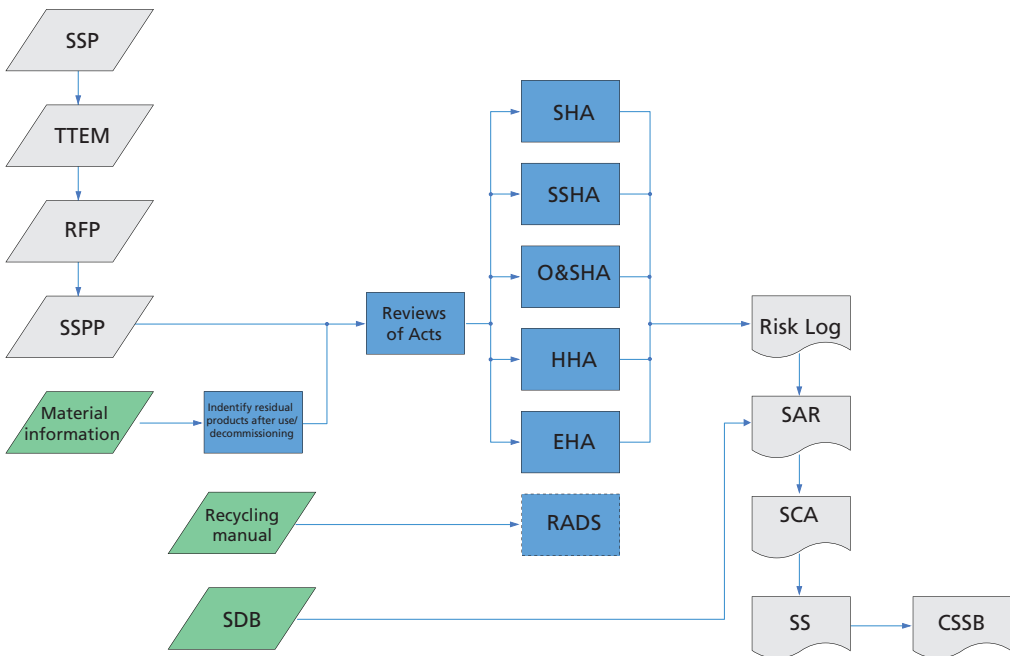 SSP
TTEM
RFP
SSPP
Material
information
Indentify residual
products after use/
decommissioning
Reviews
of Acts
SHA
SSHA
O&SHA
HHA
EHA
Recycling
manual
RADS
SDB
Risk Log
SAR
SCA
SS
CSSB